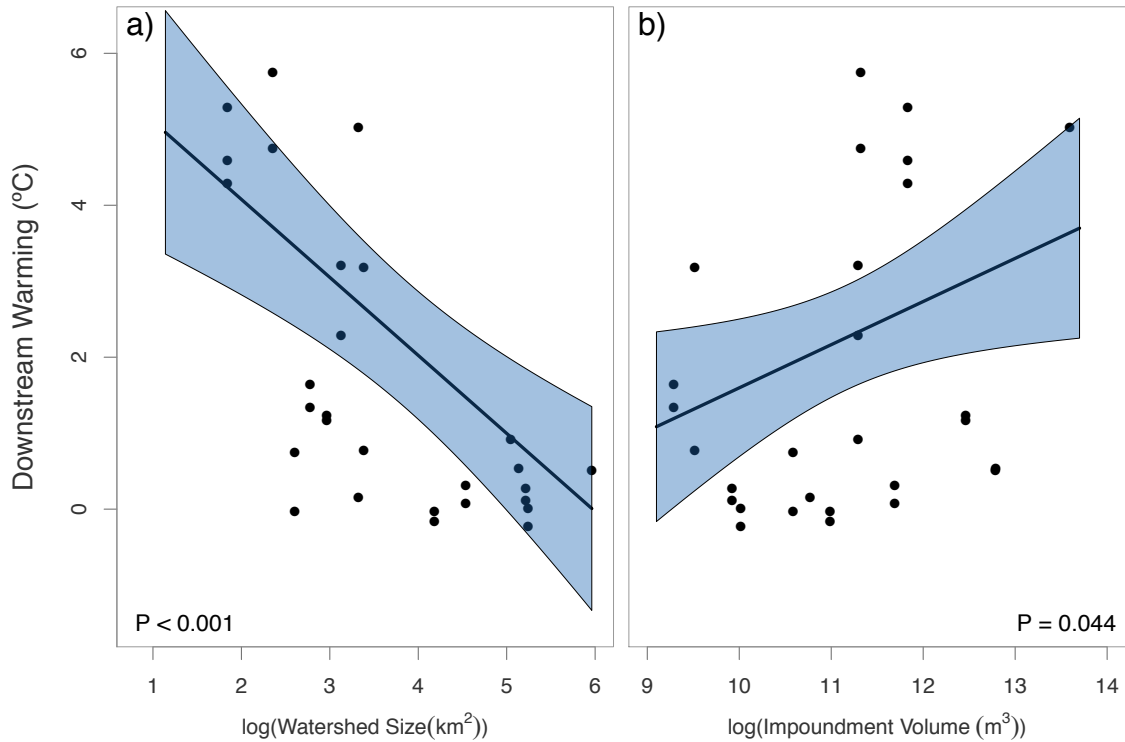 a)
b)
Downstream Warming (ºC)
6
4
2
0
P < 0.001
P = 0.044
1 2 3 4 5 6
9 10 11 12 13 14
log(Watershed Size(km²))
log(Impoundment Volume (m³))